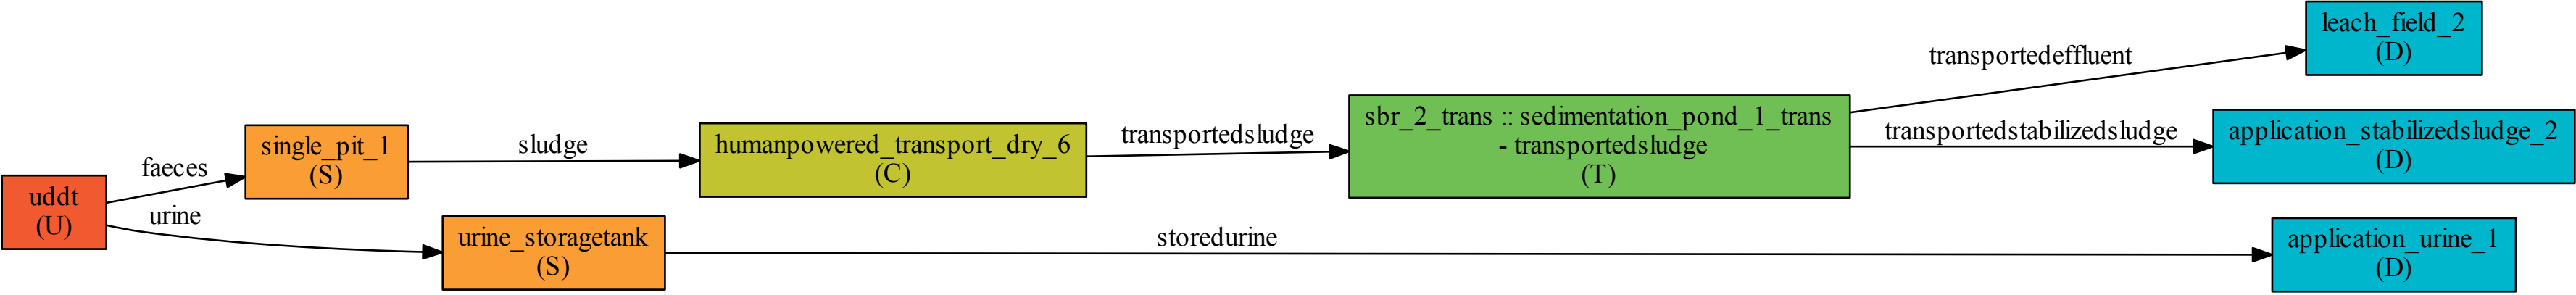 uddt
(U)
faeces
urine
single_pit_1
(S)
urine_storagetank
(S)
sludge
storedurine
humanpowered_transport_dry_6
(C)
transportedsludge
sbr_2_trans :: sedimentation_pond_1_trans
- transportedsludge
(T)
transportedeffluent
transportedstabilizedsludge
leach_field_2
(D)
application_stabilizedsludge_2
(D)
application_urine_1
(D)